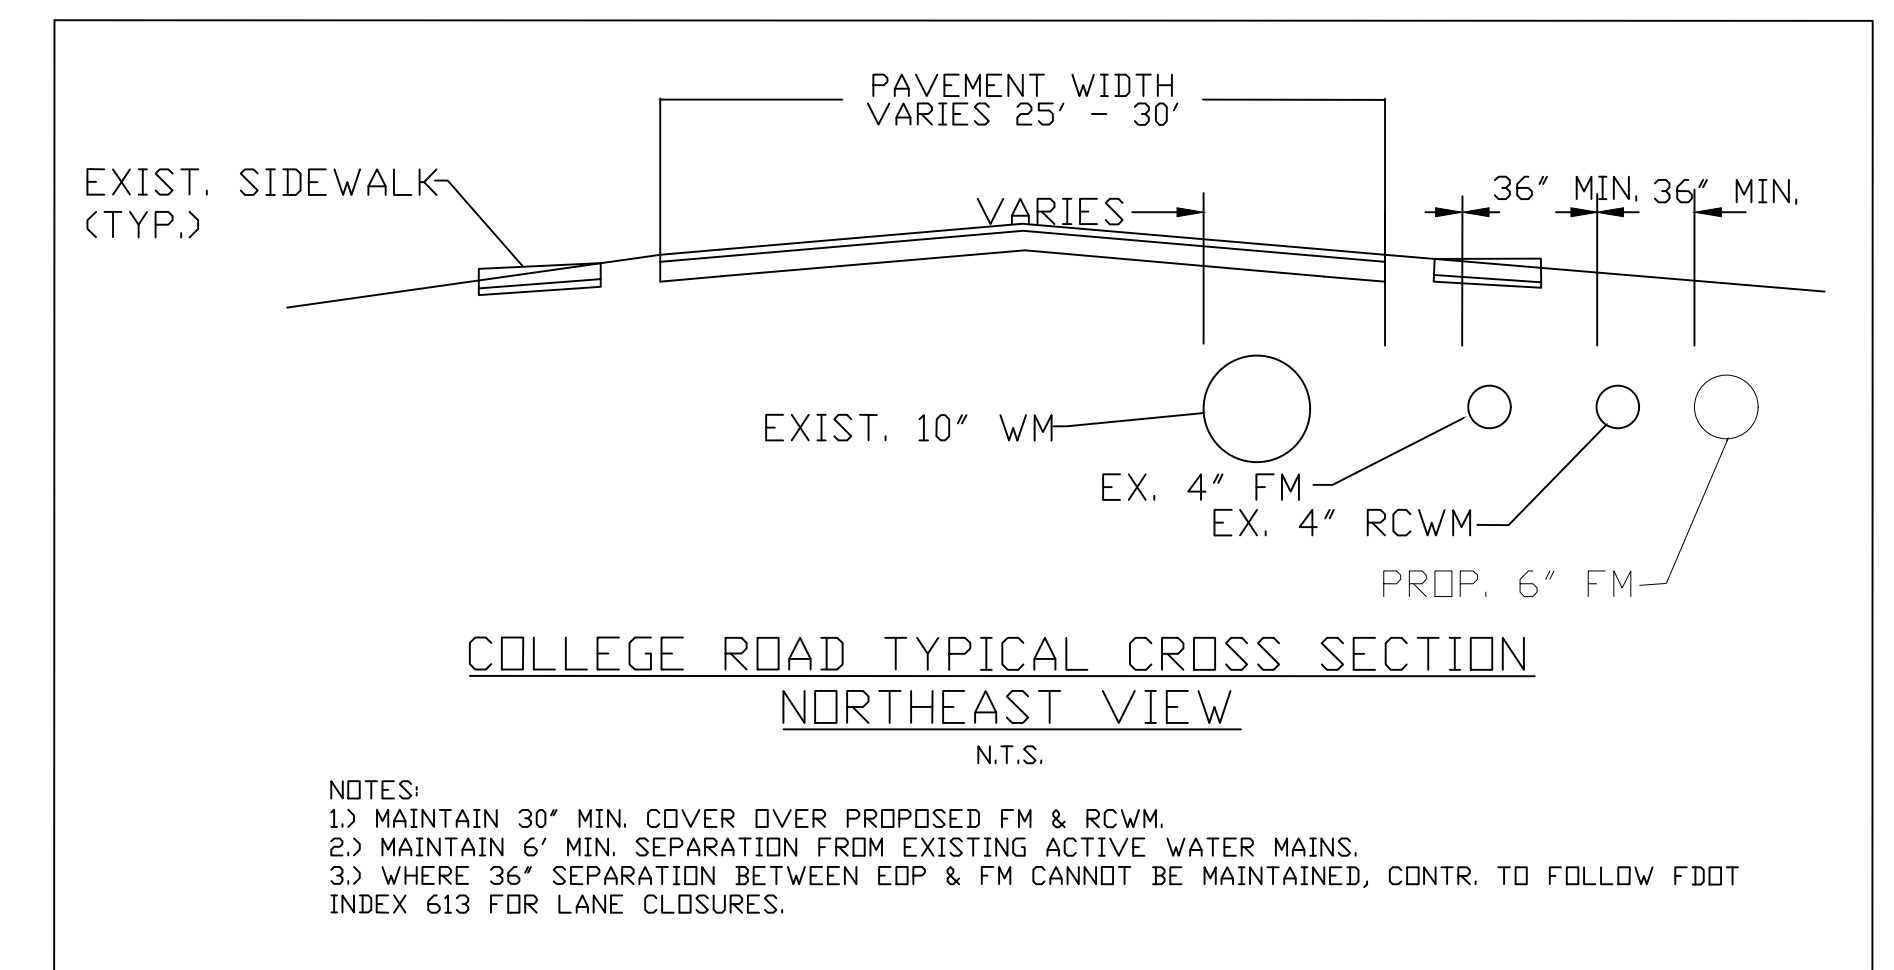 PAVEMENT WIDTH
VARIES 25' - 30'
EXIST. SIDEWALK
(TYP.)
VARIES
36" MIN.
36" MIN.
EXIST. 10" WM
EX. 4" FM
EX. 4" RCWM
PROP. 6" FM
COLLEGE ROAD TYPICAL CROSS SECTION
NORTHEAST VIEW
N.T.S.
NOTES:
1.) MAINTAIN 30" MIN. COVER OVER PROPOSED FM & RCWM.
2.) MAINTAIN 6' MIN. SEPARATION FROM EXISTING ACTIVE WATER MAINS.
3.) WHERE 36" SEPARATION BETWEEN EOP & FM CANNOT BE MAINTAINED, CONTR. TO FOLLOW FDOT
INDEX 613 FOR LANE CLOSURES.